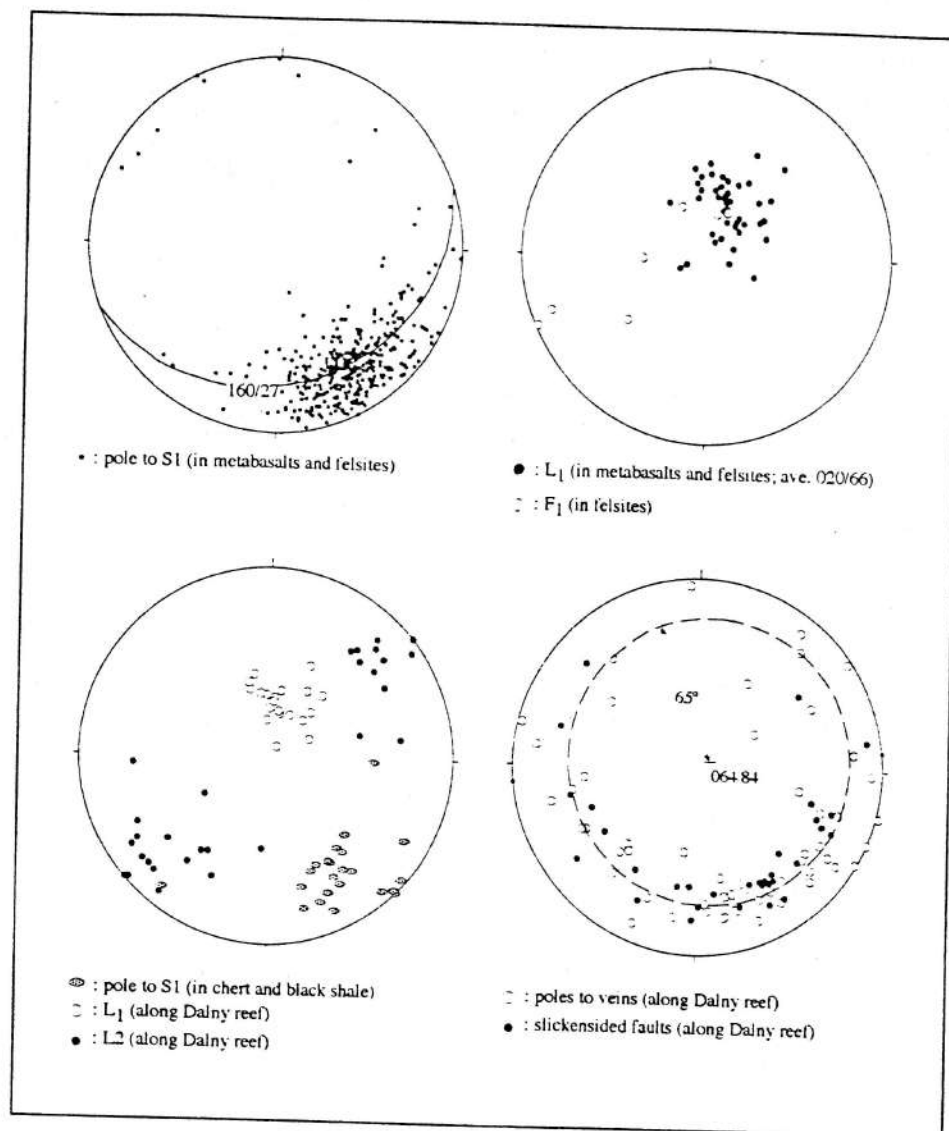 160/27
• : pole to S1 (in metabasalts and felsites)
● : L1 (in metabasalts and felsites; ave. 020/66)
○ : F1 (in felsites)
65°
064 84
: pole to S1 (in chert and black shale)
○ : L1 (along Dalny reef)
● : L2 (along Dalny reef)
○ : poles to veins (along Dalny reef)
● : slickensided faults (along Dalny reef)